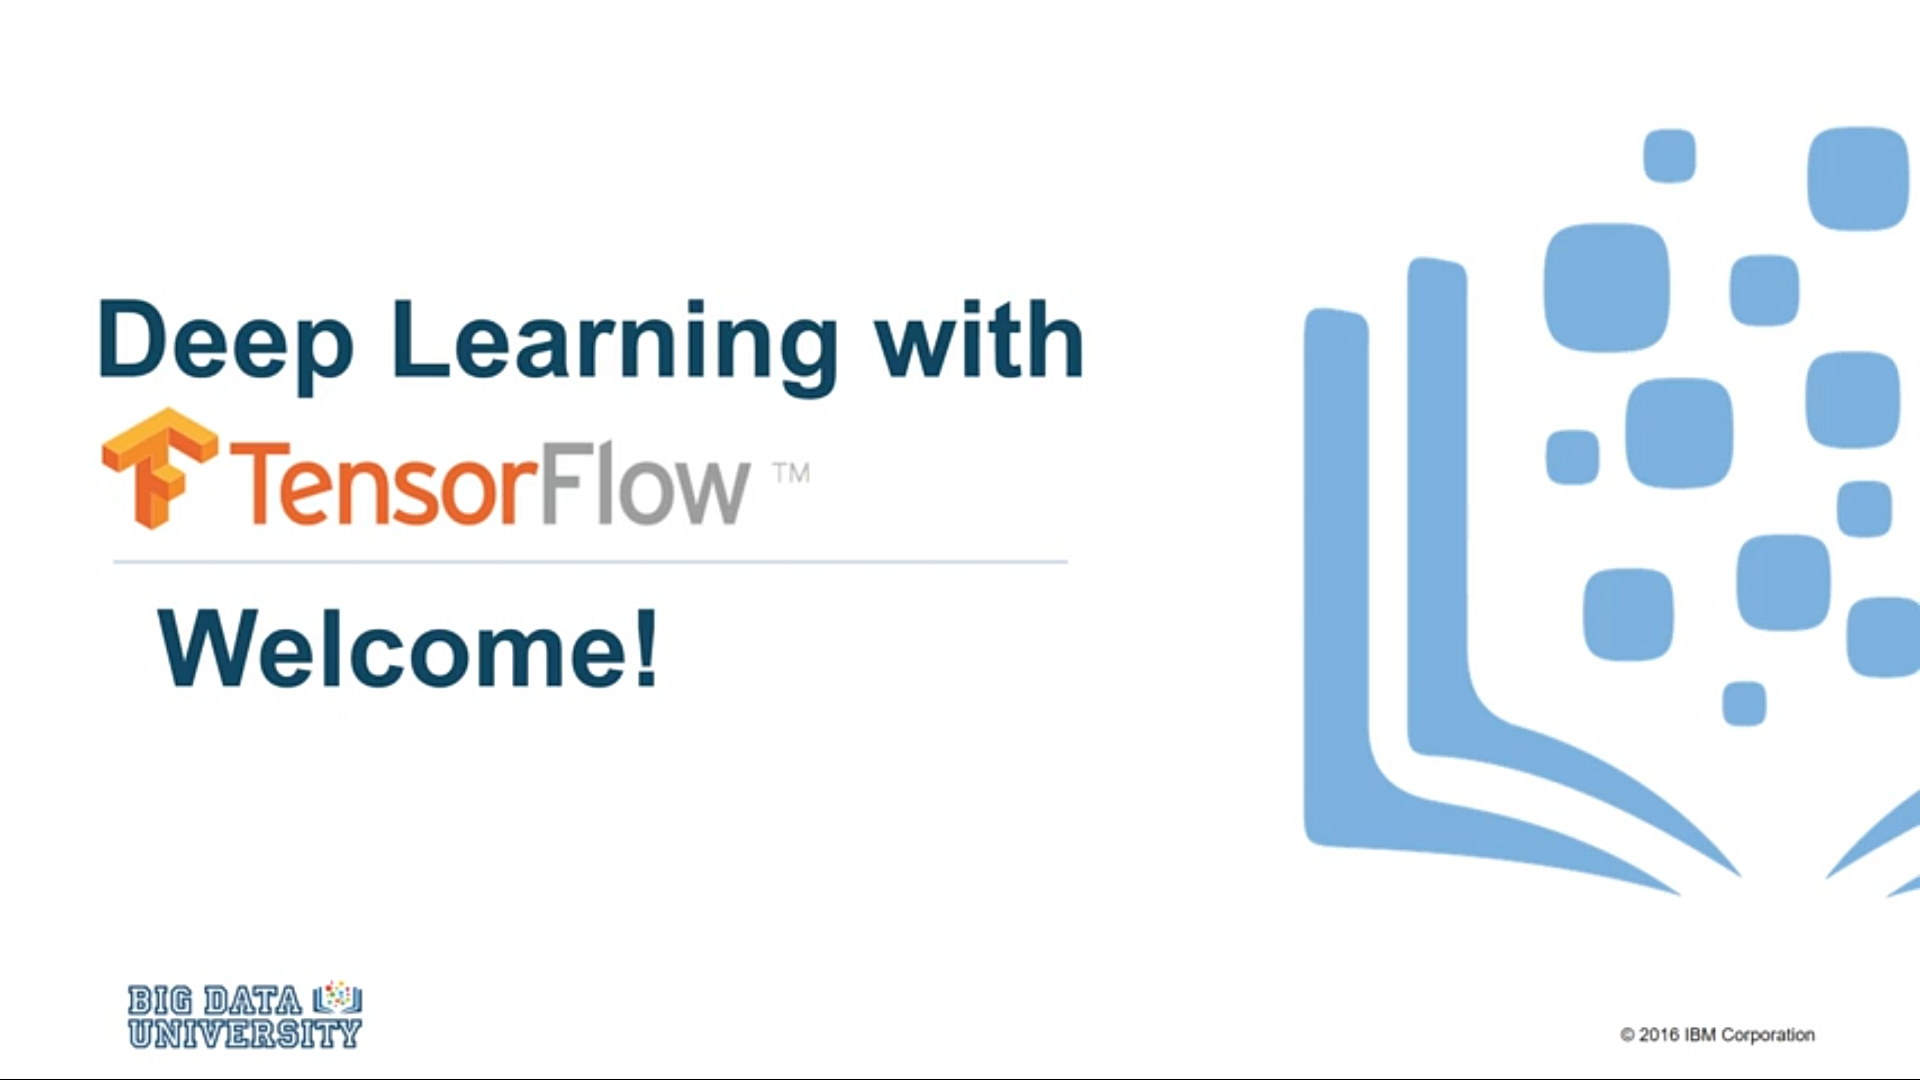 Deep Learning with
TensorFlow ™
Welcome!
BIG DATA
UNIVERSITY
© 2016 IBM Corporation